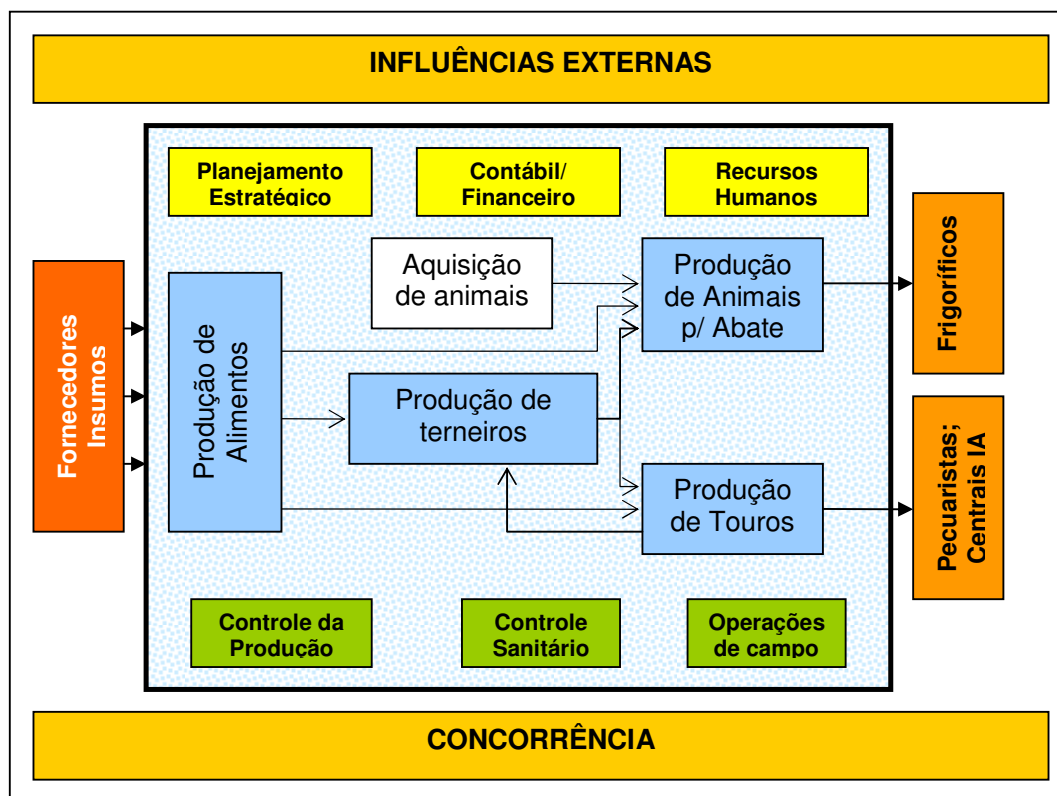 INFLUÊNCIAS EXTERNAS
Planejamento
Estratégico
Contábil/
Financeiro
Recursos
Humanos
Fornecedores
Insumos
Produção de
Alimentos
Aquisição
de animais
Produção
de Animais
p/ Abate
Produção de
terneiros
Produção
de Touros
Frigoríficos
Pecuaristas;
Centrais IA
Controle da
Produção
Controle
Sanitário
Operações
de campo
CONCORRÊNCIA